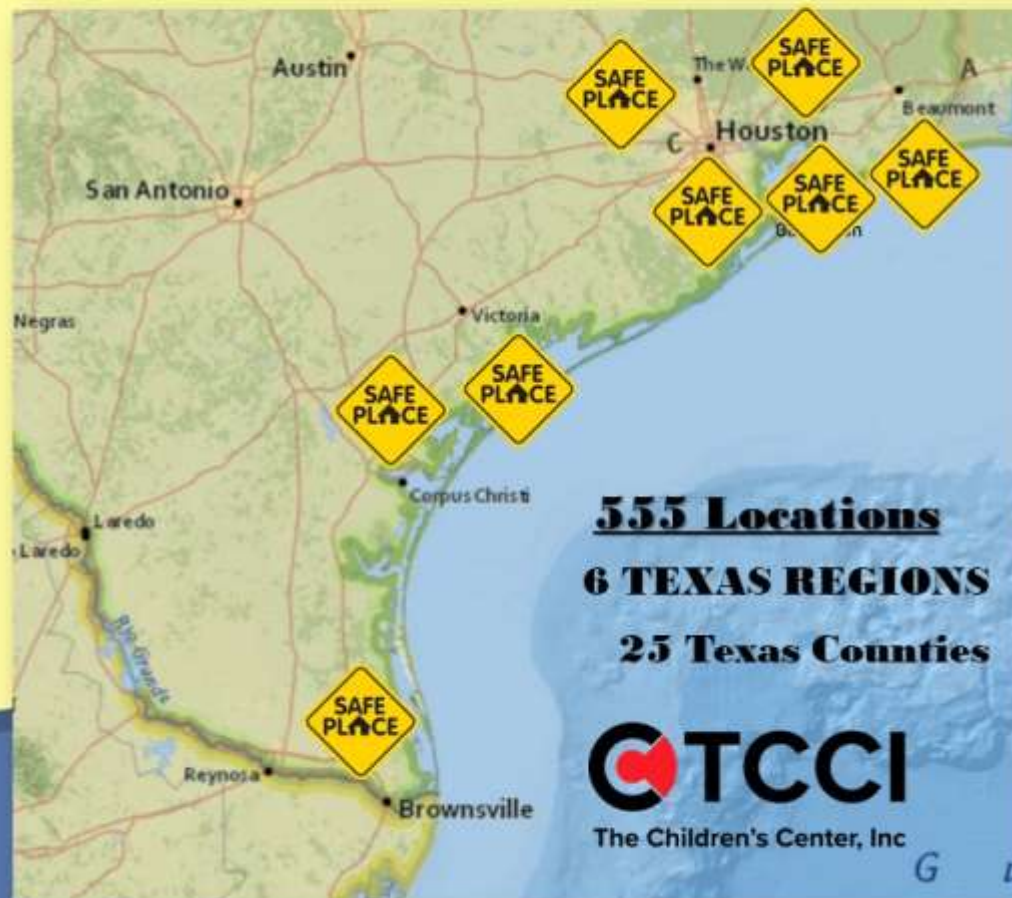 SAFE
PLACE
SAFE
PLACE
Austin
The W
A
Beaumont
Houston
C
SAFE
PLACE
San Antonio
SAFE
PLACE
SAFE
PLACE
Negras
Victoria
SAFE
PLACE
SAFE
PLACE
Corpus Christi
555 Locations
Laredo
Laredo
6 TEXAS REGIONS
25 Texas Counties
Rio Grande
SAFE
PLACE
Reynosa
Brownsville
TCCI
The Children's Center, Inc
G